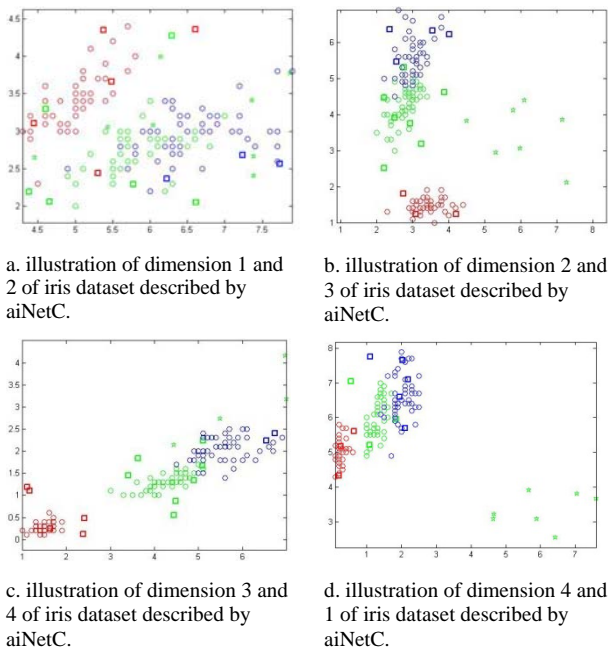 4.5
4
3.5
3
2.5
2
4.5 5 5.5 6 6.5 7 7.5
a. illustration of dimension 1 and
2 of iris dataset described by
aiNetC.
7
6
5
4
3
2
1
1 2 3 4 5 6 7 8
b. illustration of dimension 2 and
3 of iris dataset described by
aiNetC.
4.5
4
3.5
3
2.5
2
1.5
1
0.5
0
1 2 3 4 5 6
c. illustration of dimension 3 and
4 of iris dataset described by
aiNetC.
8
7
6
5
4
3
1 2 3 4 5 6 7
d. illustration of dimension 4 and
1 of iris dataset described by
aiNetC.